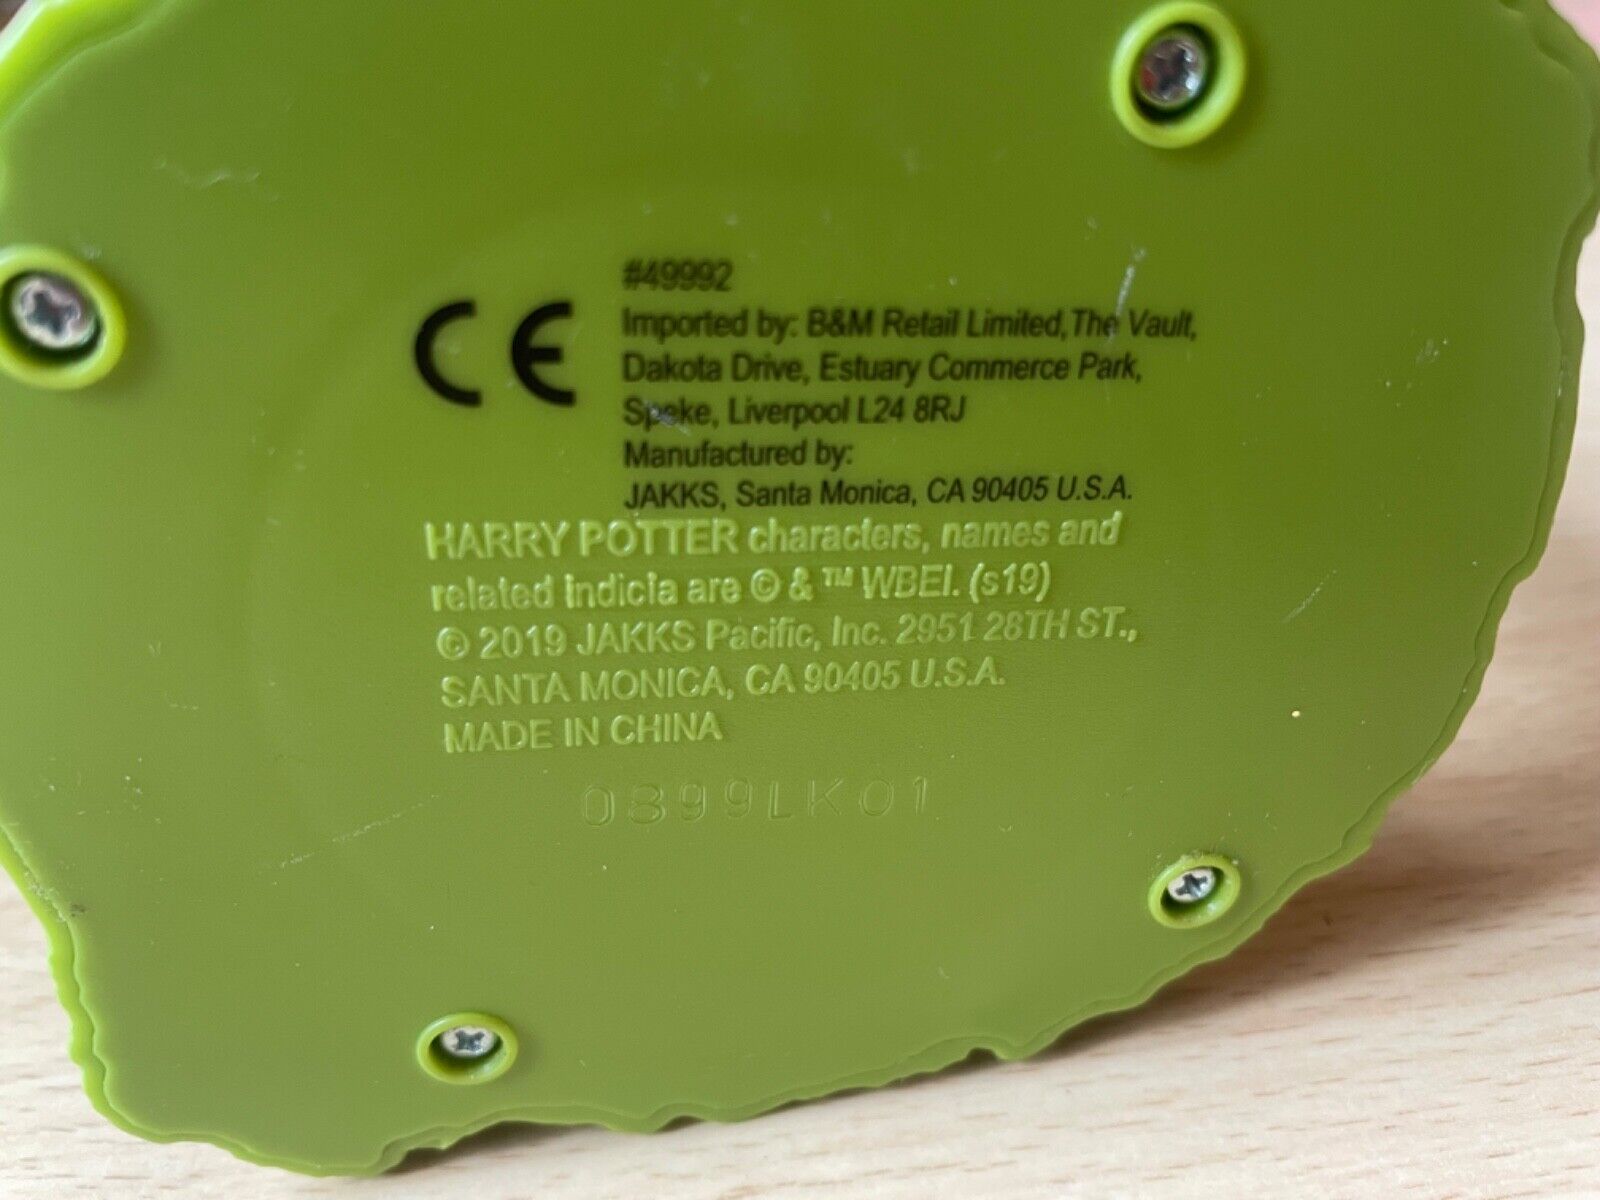 CE
#49992
Imported by: B&M Retail Limited, The Vault,
Dakota Drive, Estuary Commerce Park,
Speke, Liverpool L24 8RJ
Manufactured by:
JAKKS, Santa Monica, CA 90405 U.S.A.
HARRY POTTER characters, names and
related indicia are © & ™ WBEI. (s19)
© 2019 JAKKS Pacific, Inc. 2951 28TH ST.,
SANTA MONICA, CA 90405 U.S.A.
MADE IN CHINA
0899LK01